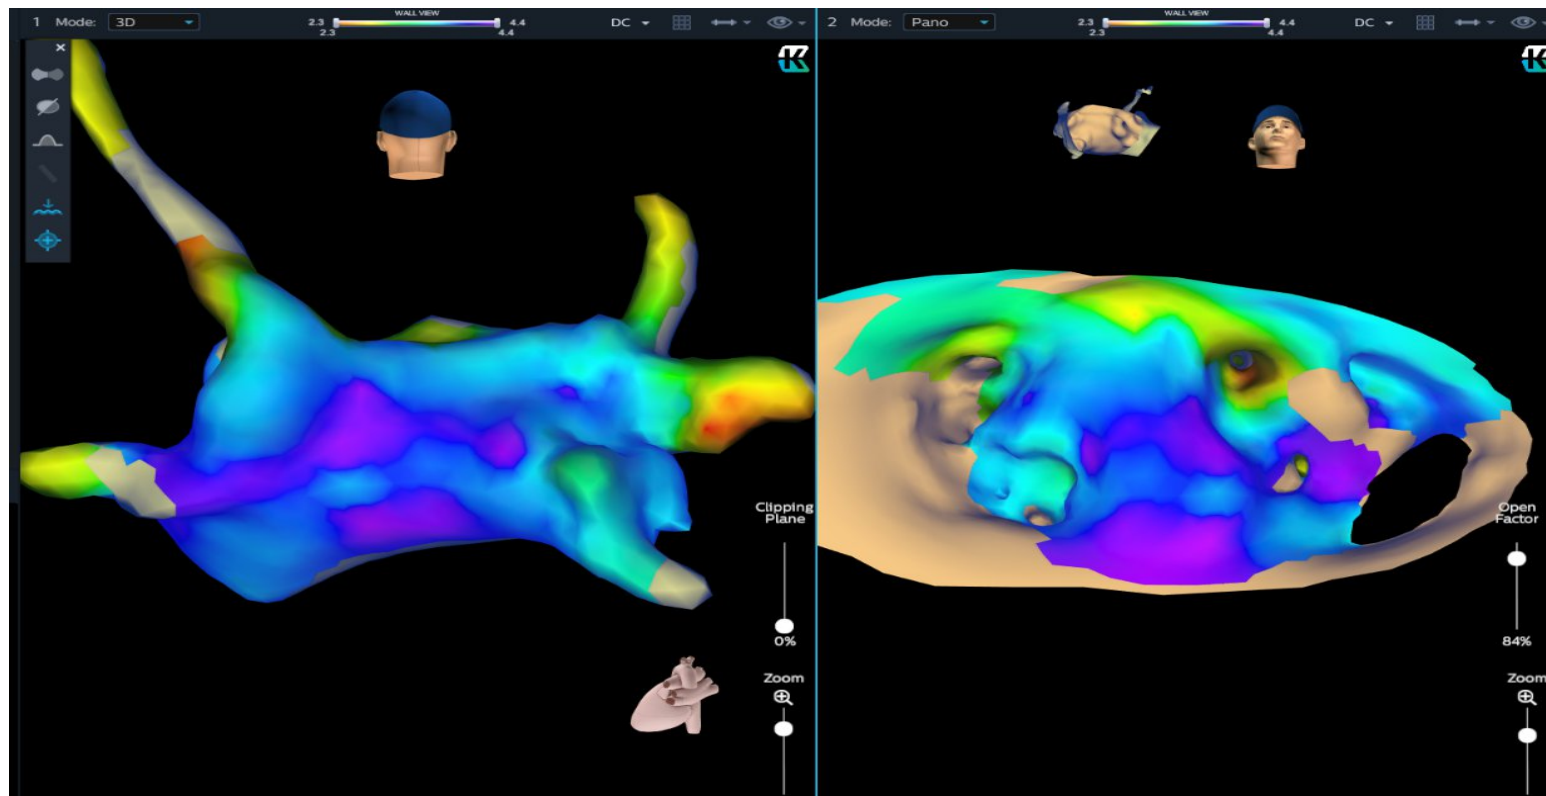 1 Mode: 3D
WALL VIEW
2.3 4.4
2.3 4.4
DC
Clipping
Plane
0%
Zoom
2 Mode: Pano
WALL VIEW
2.3 4.4
2.3 4.4
DC
Open
Factor
84%
Zoom